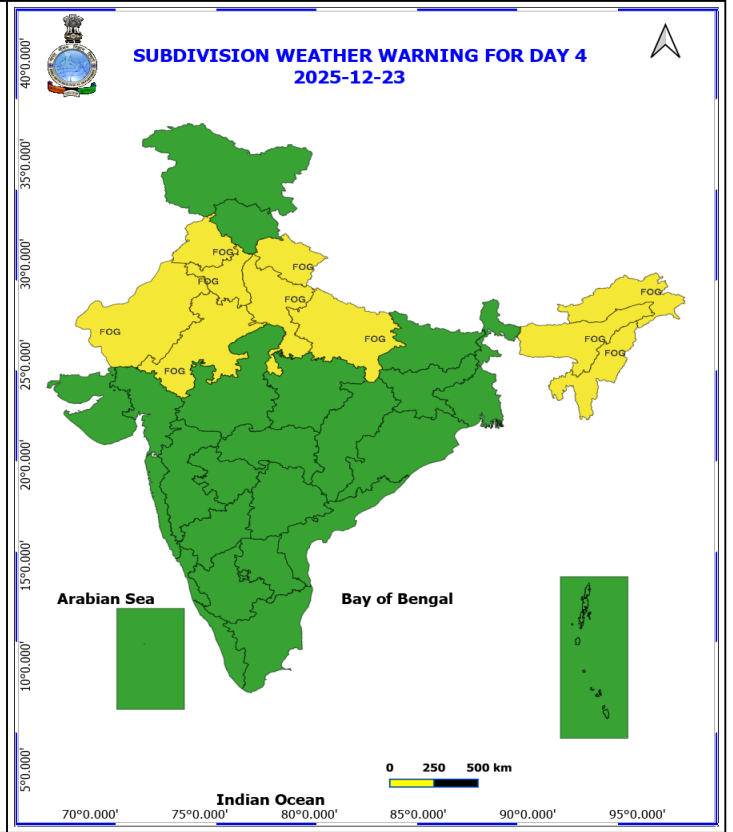 SUBDIVISION WEATHER WARNING FOR DAY 4
2025-12-23
40°0.000'
35°0.000'
30°0.000'
25°0.000'
20°0.000'
15°0.000'
10°0.000'
5°0.000'
FOG
FOG
FOG
FOG
FOG
FOG
FOG
FOG
FOG
FOG
Arabian Sea
Bay of Bengal
0 250 500 km
Indian Ocean
70°0.000' 75°0.000' 80°0.000' 85°0.000' 90°0.000' 95°0.000'